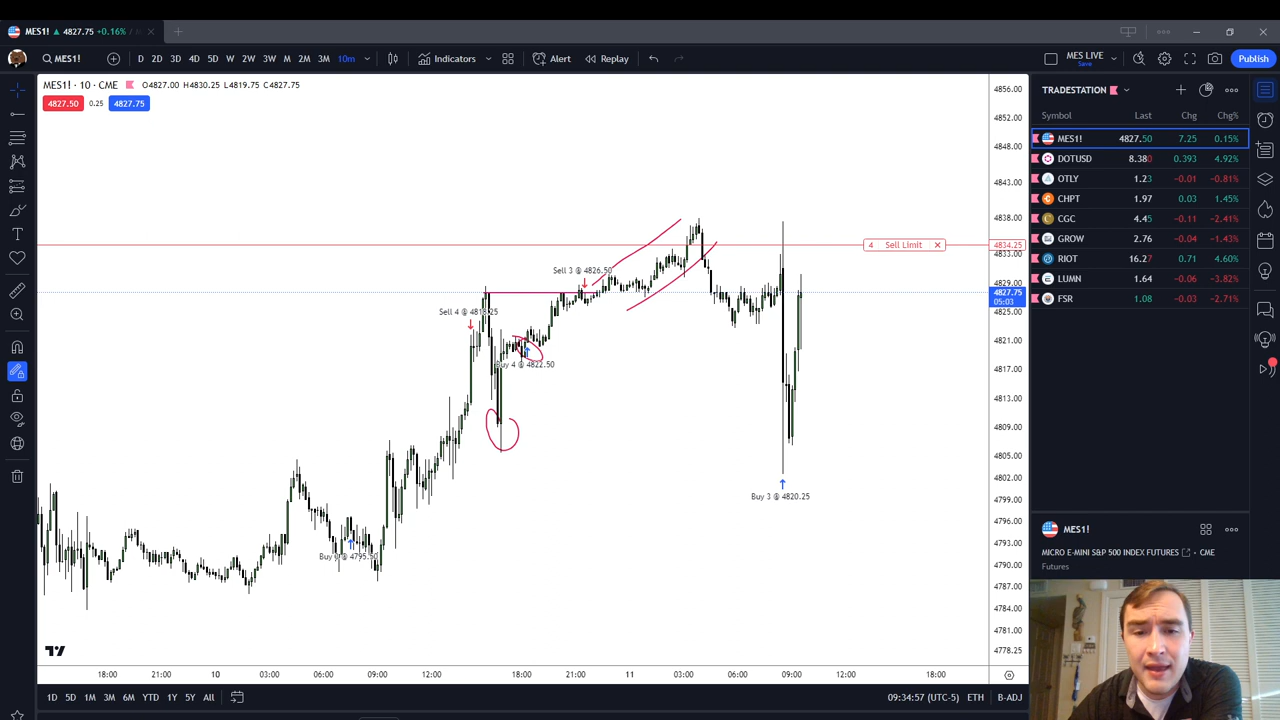 MES1! ▲ 4827.75 +0.16%
MES1!
D 2D 3D 4D 5D W 2W 3W M 2M 3M 10m
Indicators
Alert
Replay
MES LIVE
Save
Publish
MES1! · 10 · CME
O4827.00 H4830.25 L4819.75 C4827.75
4827.50 0.25 4827.75
TRADESTATION
Symbol Last Chg Chg%
MES1! 4827.50 7.25 0.15%
DOTUSD 8.380 0.393 4.92%
OTLY 1.23 −0.01 −0.81%
CHPT 1.97 0.03 1.45%
CGC 4.45 −0.11 −2.41%
GROW 2.76 −0.04 −1.43%
RIOT 16.27 0.71 4.60%
LUMN 1.64 −0.06 −3.82%
FSR 1.08 −0.03 −2.71%
4856.00
4852.00
4848.00
4843.00
4838.00
4834.25
4833.00
4829.00
4827.75
05:03
4825.00
4821.00
4817.00
4813.00
4809.00
4805.00
4802.00
4799.00
4796.00
4793.00
4790.00
4787.00
4784.00
4781.00
4778.25
4 Sell Limit
Sell 3 @ 4826.50
Buy 4 @ 4822.50
Buy 3 @ 4820.25
MES1!
MICRO E-MINI S&P 500 INDEX FUTURES • CME
Futures
18:00 21:00 10 03:00 06:00 09:00 12:00 18:00 21:00 11 03:00 06:00 09:00 12:00 18:00
1D 5D 1M 3M 6M YTD 1Y 5Y All
09:34:57 (UTC-5) ETH B-ADJ